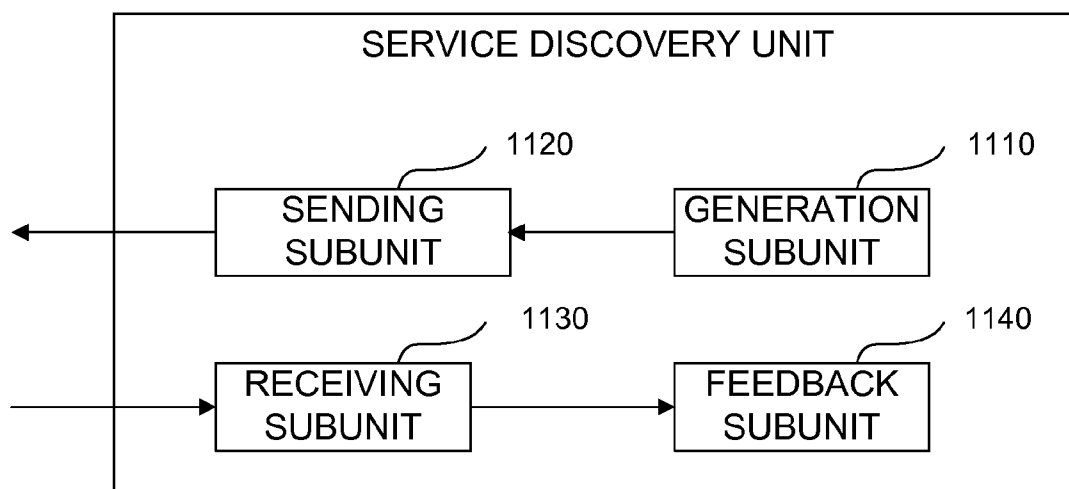 SERVICE DISCOVERY UNIT
1120
1110
SENDING
SUBUNIT
GENERATION
SUBUNIT
1130
1140
RECEIVING
SUBUNIT
FEEDBACK
SUBUNIT